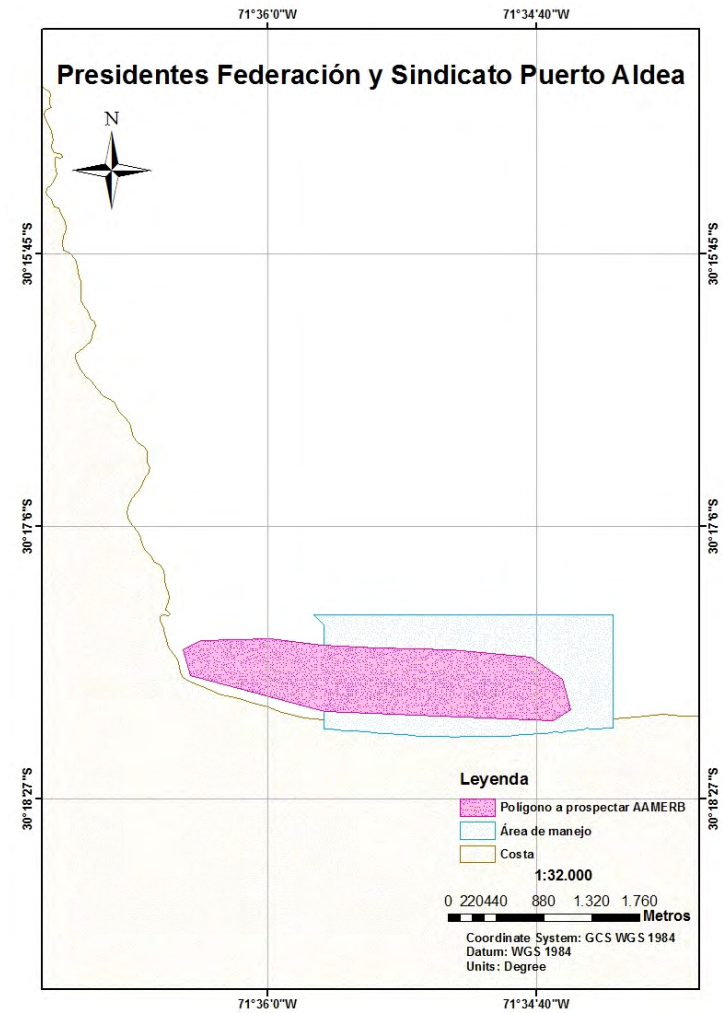 71°36'0"W 71°34'40"W
Presidentes Federación y Sindicato Puerto Aldea
N
30°15'45"S 30°15'45"S
30°17'6"S 30°17'6"S
30°18'27"S 30°18'27"S
Leyenda
Polígono a prospectar AAMERB
Área de manejo
Costa
1:32.000
0 220440 880 1.320 1.760
Metros
Coordinate System: GCS WGS 1984
Datum: WGS 1984
Units: Degree
71°36'0"W 71°34'40"W